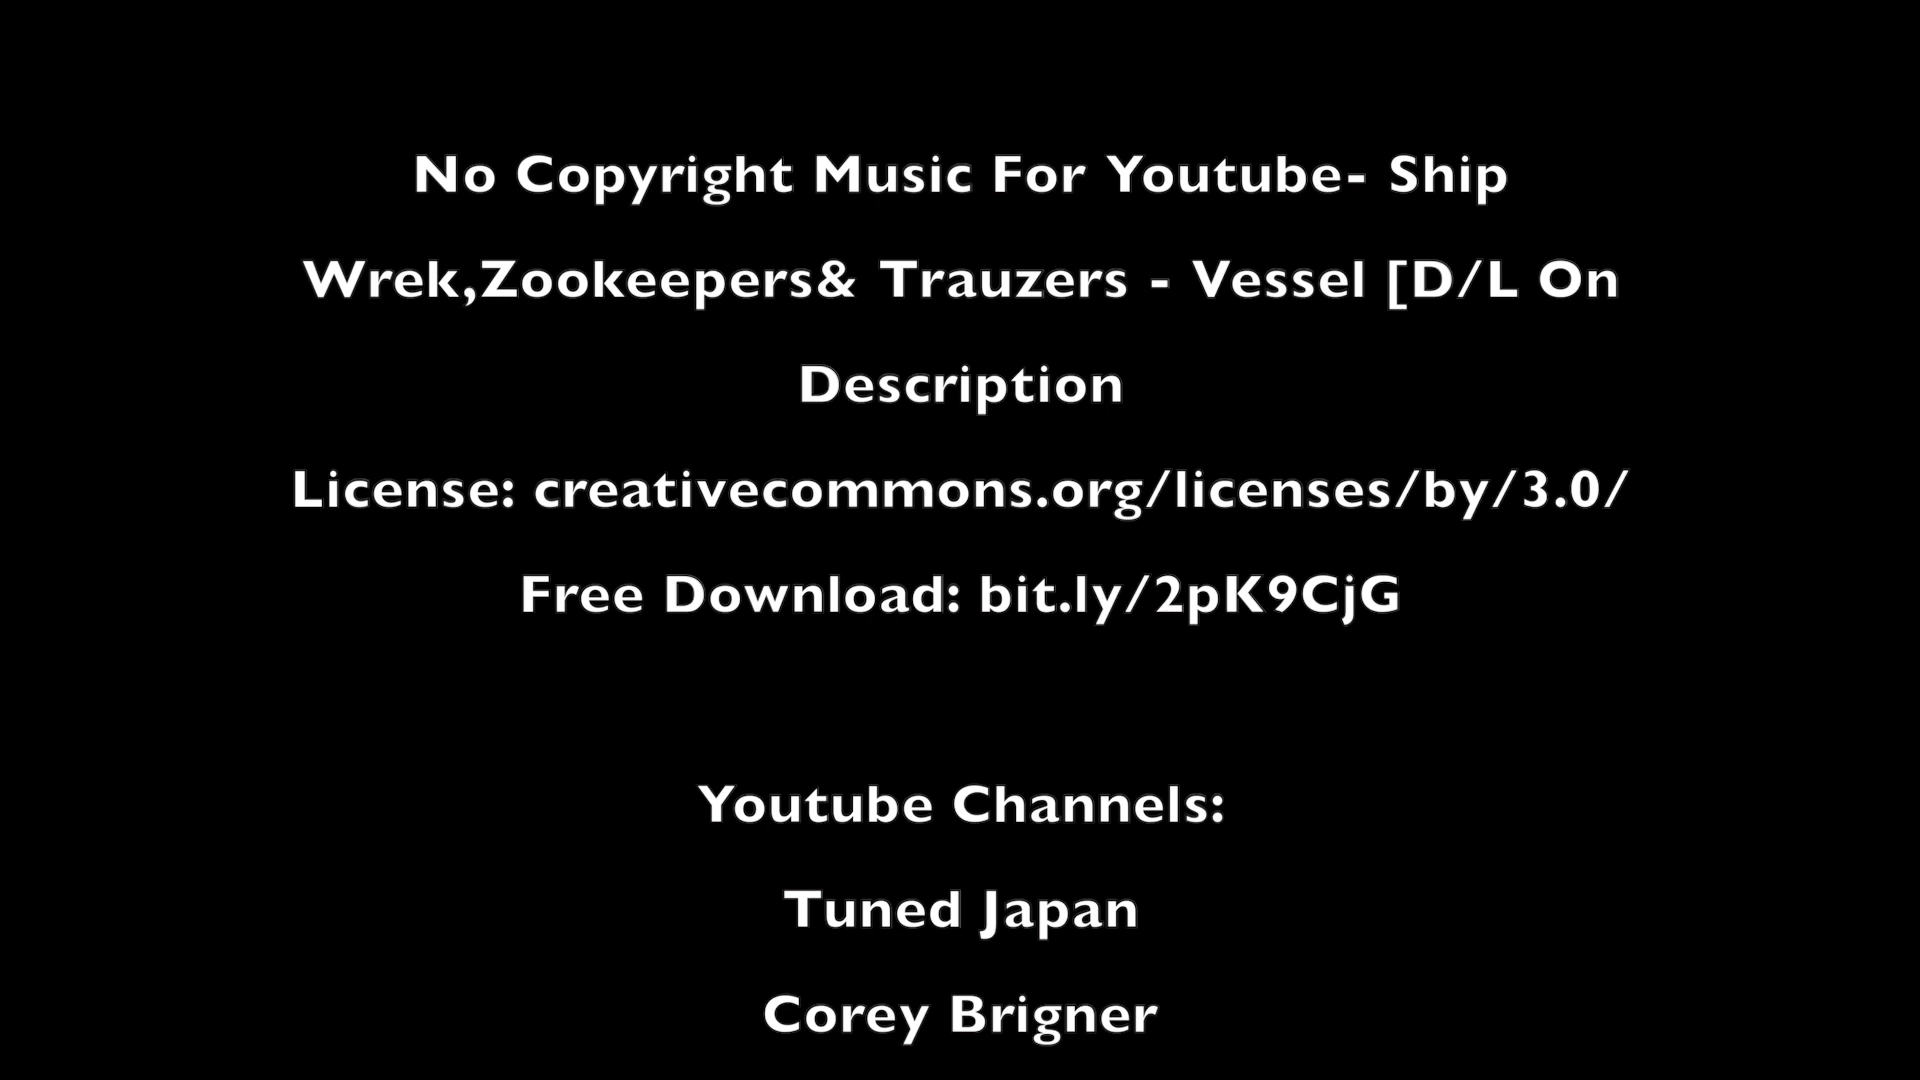 No Copyright Music For Youtube- Ship
Wrek,Zookeepers& Trauzers - Vessel [D/L On
Description
License: creativecommons.org/licenses/by/3.0/
Free Download: bit.ly/2pK9CjG
Youtube Channels:
Tuned Japan
Corey Brigner